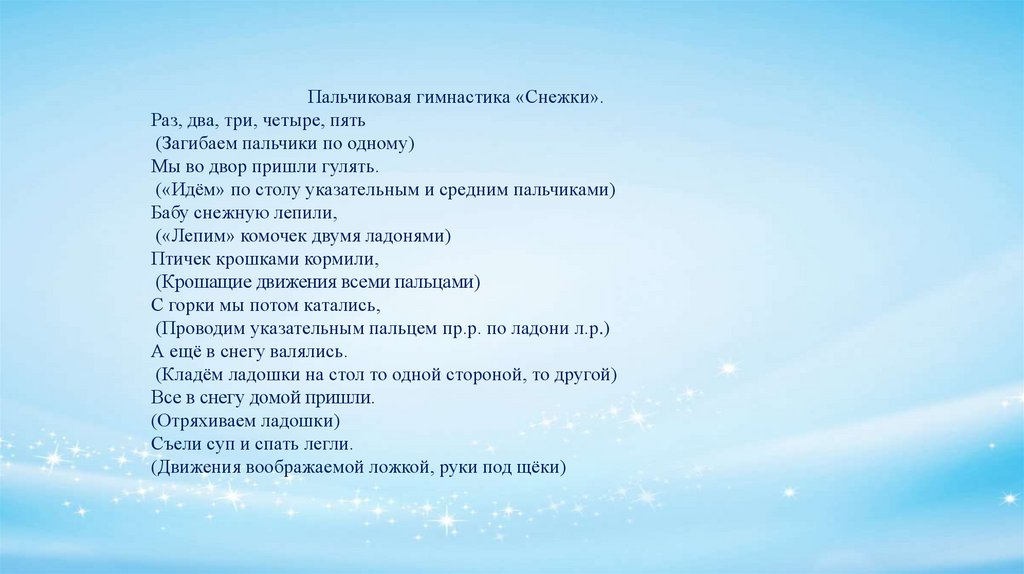 Пальчиковая гимнастика «Снежки».
Раз, два, три, четыре, пять
(Загибаем пальчики по одному)
Мы во двор пришли гулять.
(«Идём» по столу указательным и средним пальчиками)
Бабу снежную лепили,
(«Лепим» комочек двумя ладонями)
Птичек крошками кормили,
(Крошащие движения всеми пальцами)
С горки мы потом катались,
(Проводим указательным пальцем пр.р. по ладони л.р.)
А ещё в снегу валялись.
(Кладём ладошки на стол то одной стороной, то другой)
Все в снегу домой пришли.
(Отряхиваем ладошки)
Съели суп и спать легли.
(Движения воображаемой ложкой, руки под щёки)